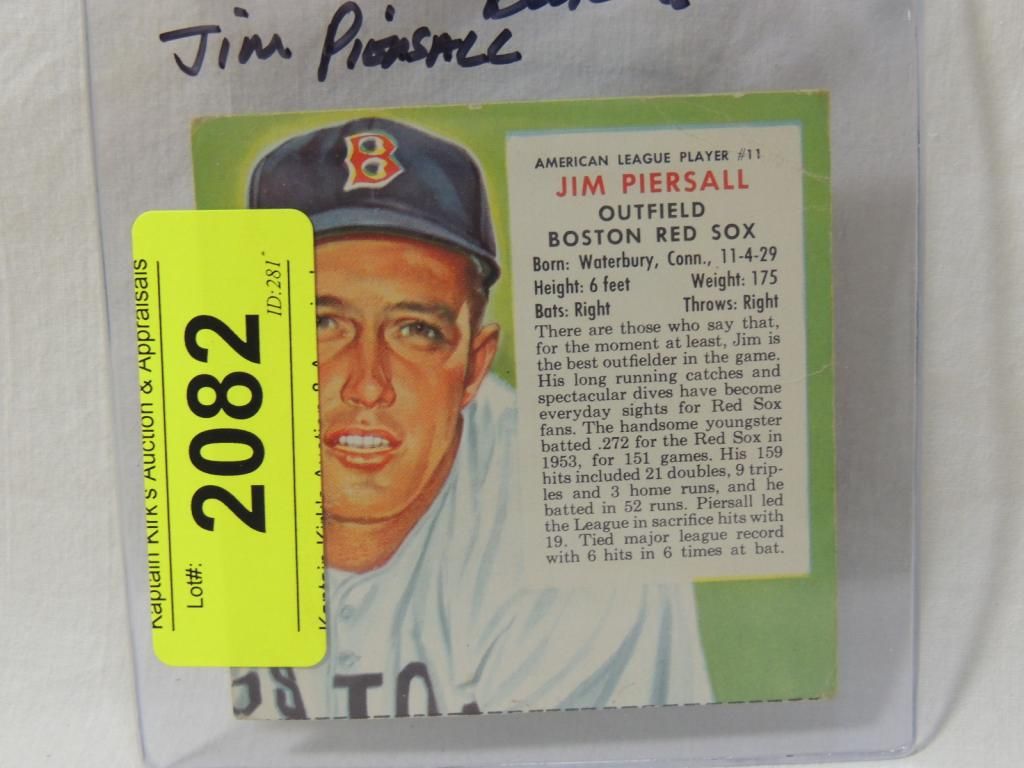 Jim Piersall
B
AMERICAN LEAGUE PLAYER #11
JIM PIERSALL
OUTFIELD
BOSTON RED SOX
Born: Waterbury, Conn., 11-4-29
Height: 6 feet Weight: 175
Bats: Right Throws: Right
There are those who say that,
for the moment at least, Jim is
the best outfielder in the game.
His long running catches and
spectacular dives have become
everyday sights for Red Sox
fans. The handsome youngster
batted .272 for the Red Sox in
1953, for 151 games. His 159
hits included 21 doubles, 9 trip-
les and 3 home runs, and he
batted in 52 runs. Piersall led
the League in sacrifice hits with
19. Tied major league record
with 6 hits in 6 times at bat.
Kaptain Kirk's Auction & Appraisals
Lot#:
2082
ID:281*
STO